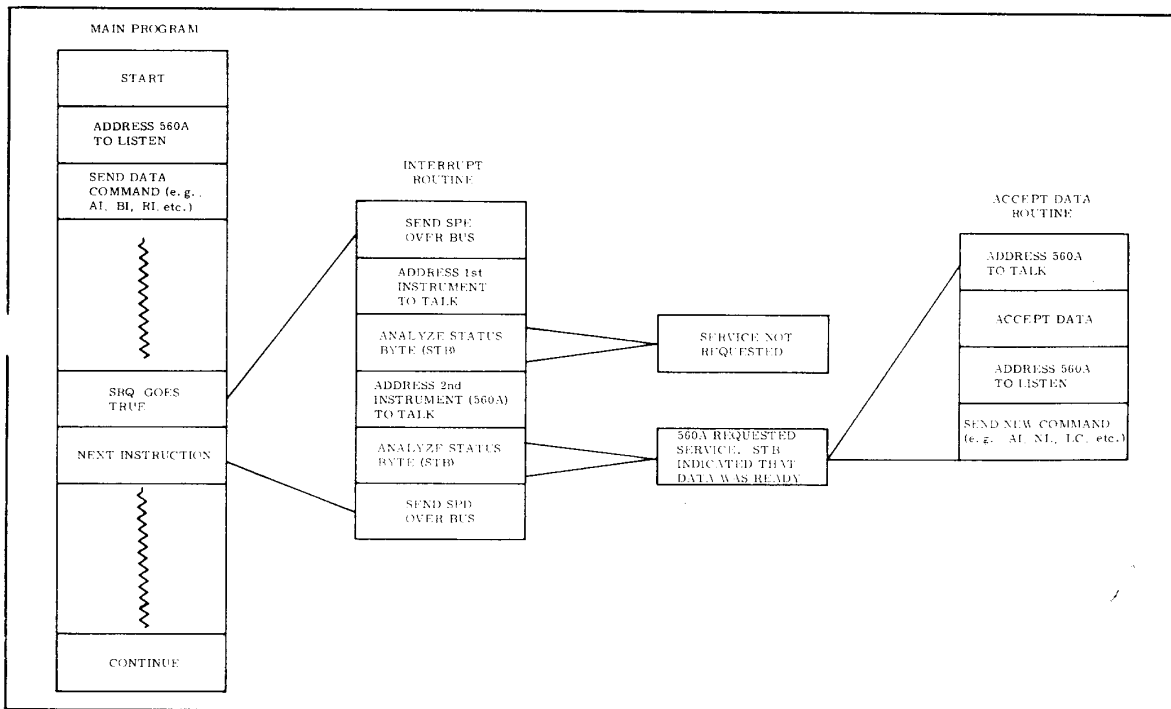 MAIN PROGRAM
START
ADDRESS 560A
TO LISTEN
SEND DATA
COMMAND (e.g.,
AI, BI, RI, etc.)
SRQ GOES
TRUE
NEXT INSTRUCTION
CONTINUE
INTERRUPT
ROUTINE
SEND SPE
OVER BUS
ADDRESS 1st
INSTRUMENT
TO TALK
ANALYZE STATUS
BYTE (STB)
ADDRESS 2nd
INSTRUMENT (560A)
TO TALK
ANALYZE STATUS
BYTE (STB)
SEND SPD
OVER BUS
SERVICE NOT
REQUESTED
560A REQUESTED
SERVICE. STB
INDICATED THAT
DATA WAS READY
ACCEPT DATA
ROUTINE
ADDRESS 560A
TO TALK
ACCEPT DATA
ADDRESS 560A
TO LISTEN
SEND NEW COMMAND
(e.g. AI, NL, LC, etc.)